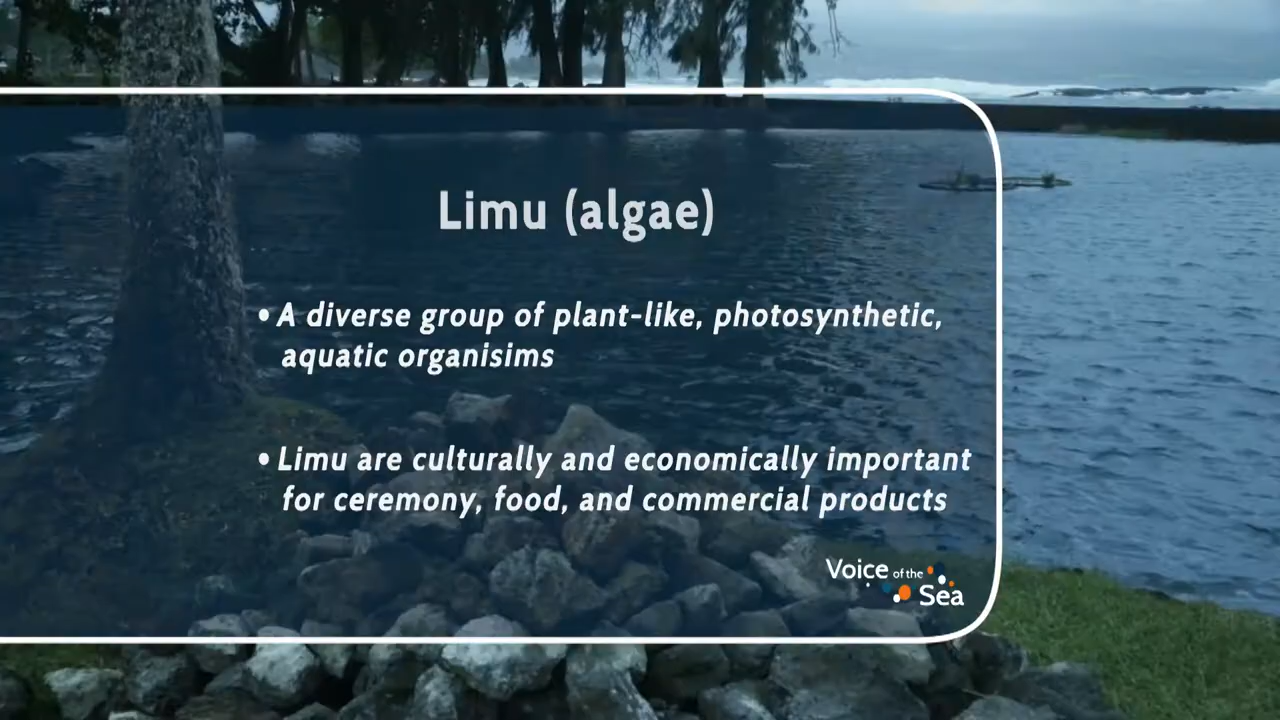 Limu (algae)
• A diverse group of plant-like, photosynthetic,
aquatic organisims
• Limu are culturally and economically important
for ceremony, food, and commercial products
Voice of the
Sea